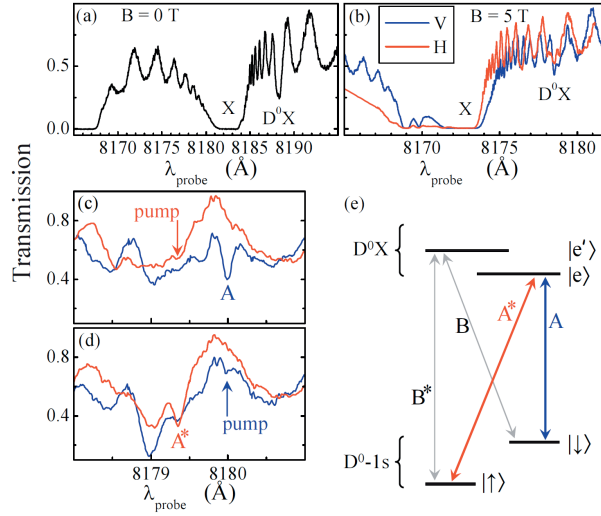 (a) B = 0 T
X
D⁰X
0.5
0.0
8170 8175 8180 8185 8190
λprobe (Å)
(b) B = 5 T
V
H
X
D⁰X
8170 8175 8180
λprobe (Å)
Transmission
(c)
pump
A
0.8
0.4
(d)
A*
pump
0.8
0.4
8179 8180
λprobe (Å)
(e)
D⁰X
|e'⟩
|e⟩
B
A*
A
B*
D⁰-1s
|↓⟩
|↑⟩